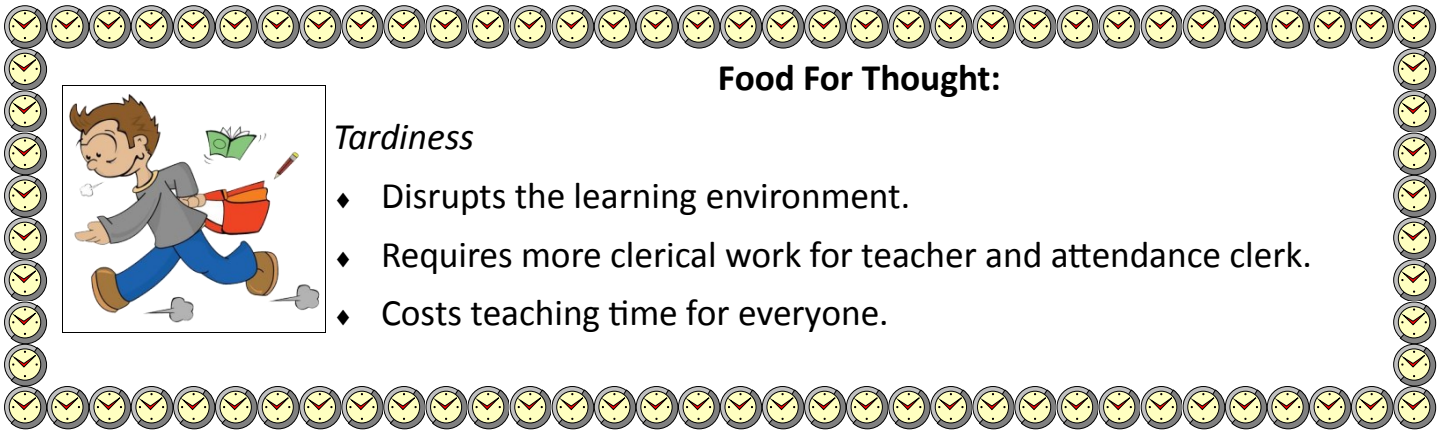 Food For Thought:
Tardiness
♦ Disrupts the learning environment.
♦ Requires more clerical work for teacher and attendance clerk.
♦ Costs teaching time for everyone.